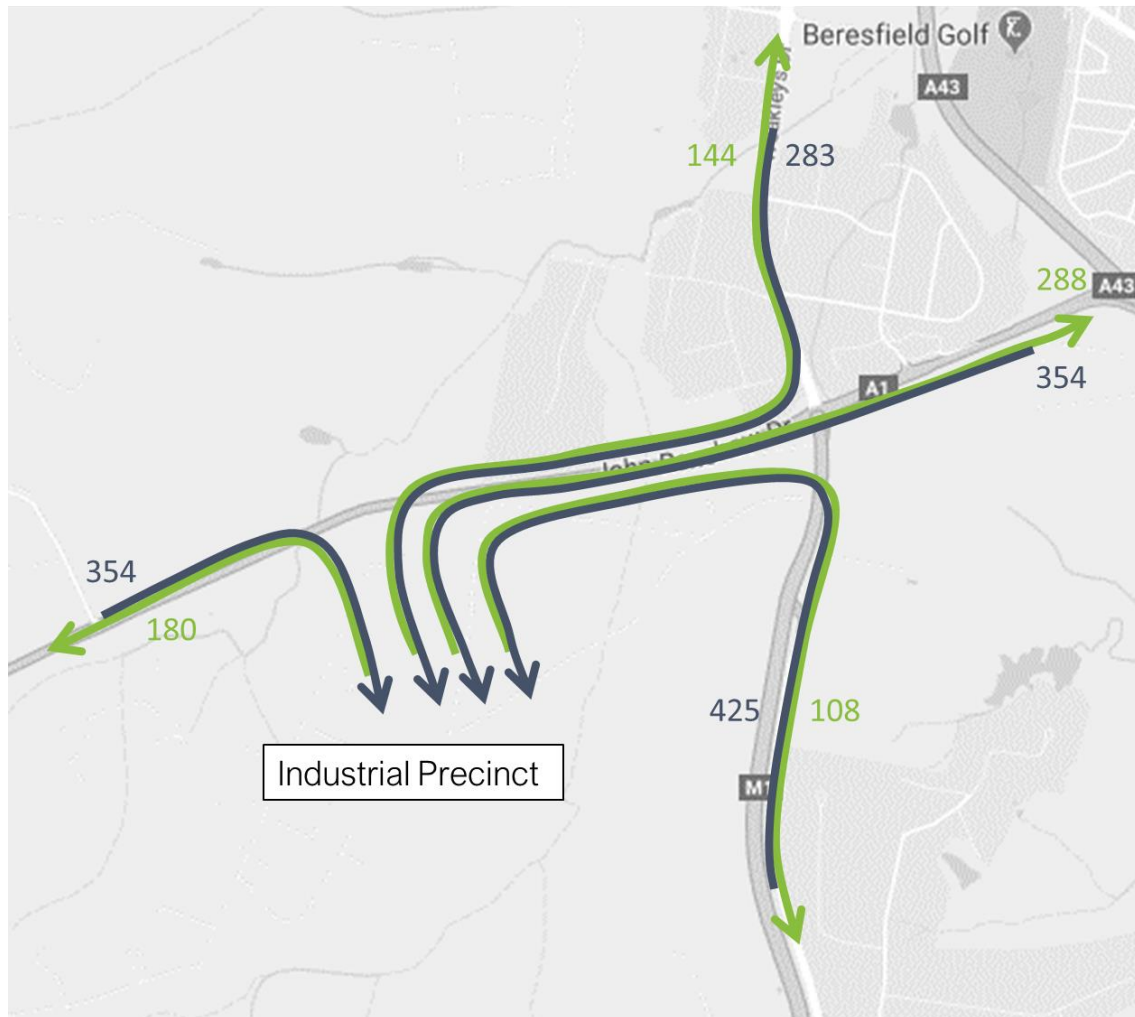 Beresfield Golf
A43
144
283
288
A43
354
A1
354
180
425
108
M1
Industrial Precinct